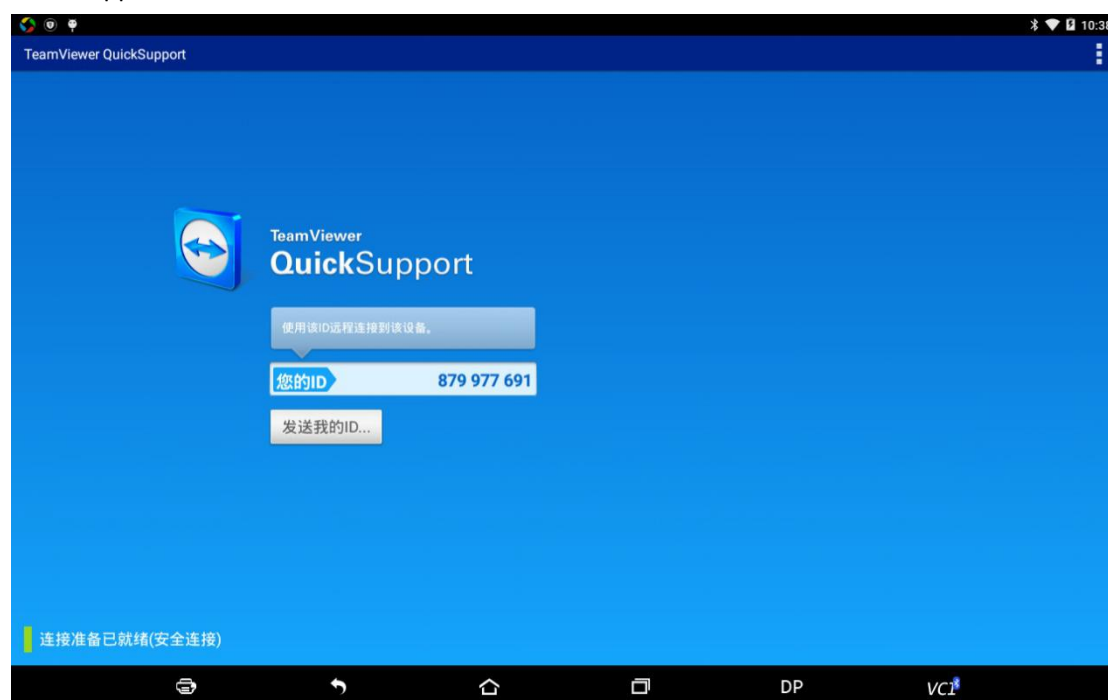 10:38
TeamViewer QuickSupport
TeamViewer
QuickSupport
使用该ID远程连接到该设备。
您的ID 879 977 691
发送我的ID...
连接准备已就绪(安全连接)
DP VCI